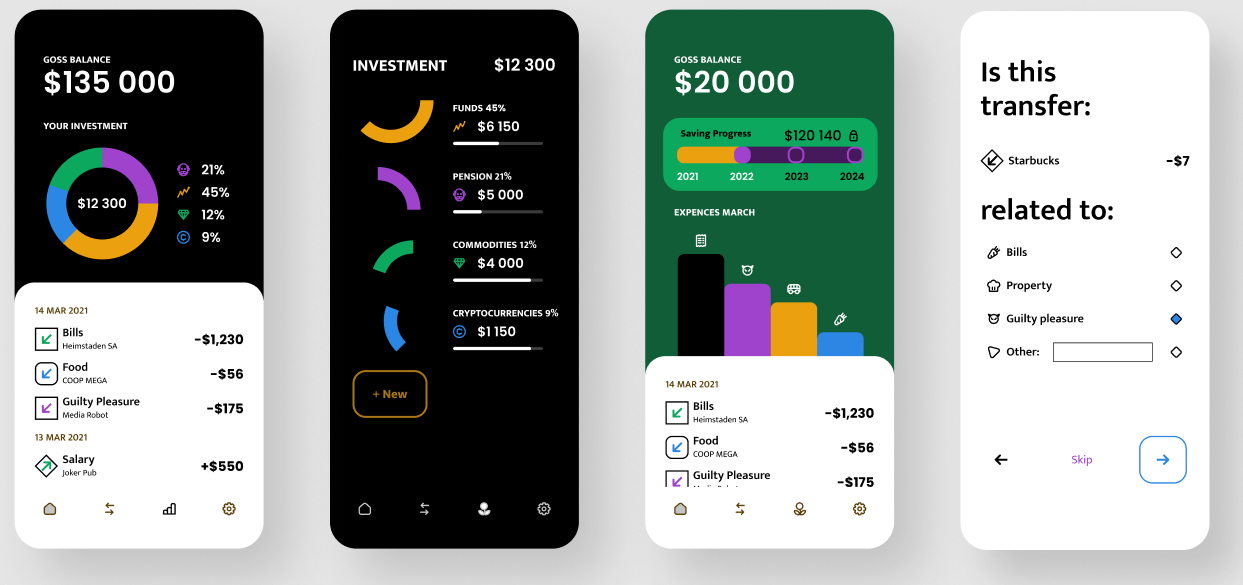 GOSS BALANCE
$135 000
YOUR INVESTMENT
$12 300
21%
45%
12%
9%
14 MAR 2021
Bills
Heimstaden SA
-$1,230
Food
COOP MEGA
-$56
Guilty Pleasure
Media Robot
-$175
13 MAR 2021
Salary
Joker Pub
+$550
INVESTMENT
$12 300
FUNDS 45%
$6 150
PENSION 21%
$5 000
COMMODITIES 12%
$4 000
CRYPTOCURRENCIES 9%
$1 150
+ New
GOSS BALANCE
$20 000
Saving Progress
$120 140
2021 2022 2023 2024
EXPENCES MARCH
14 MAR 2021
Bills
Heimstaden SA
-$1,230
Food
COOP MEGA
-$56
Guilty Pleasure
-$175
Is this
transfer:
Starbucks
-$7
related to:
Bills
Property
Guilty pleasure
Other:
Skip